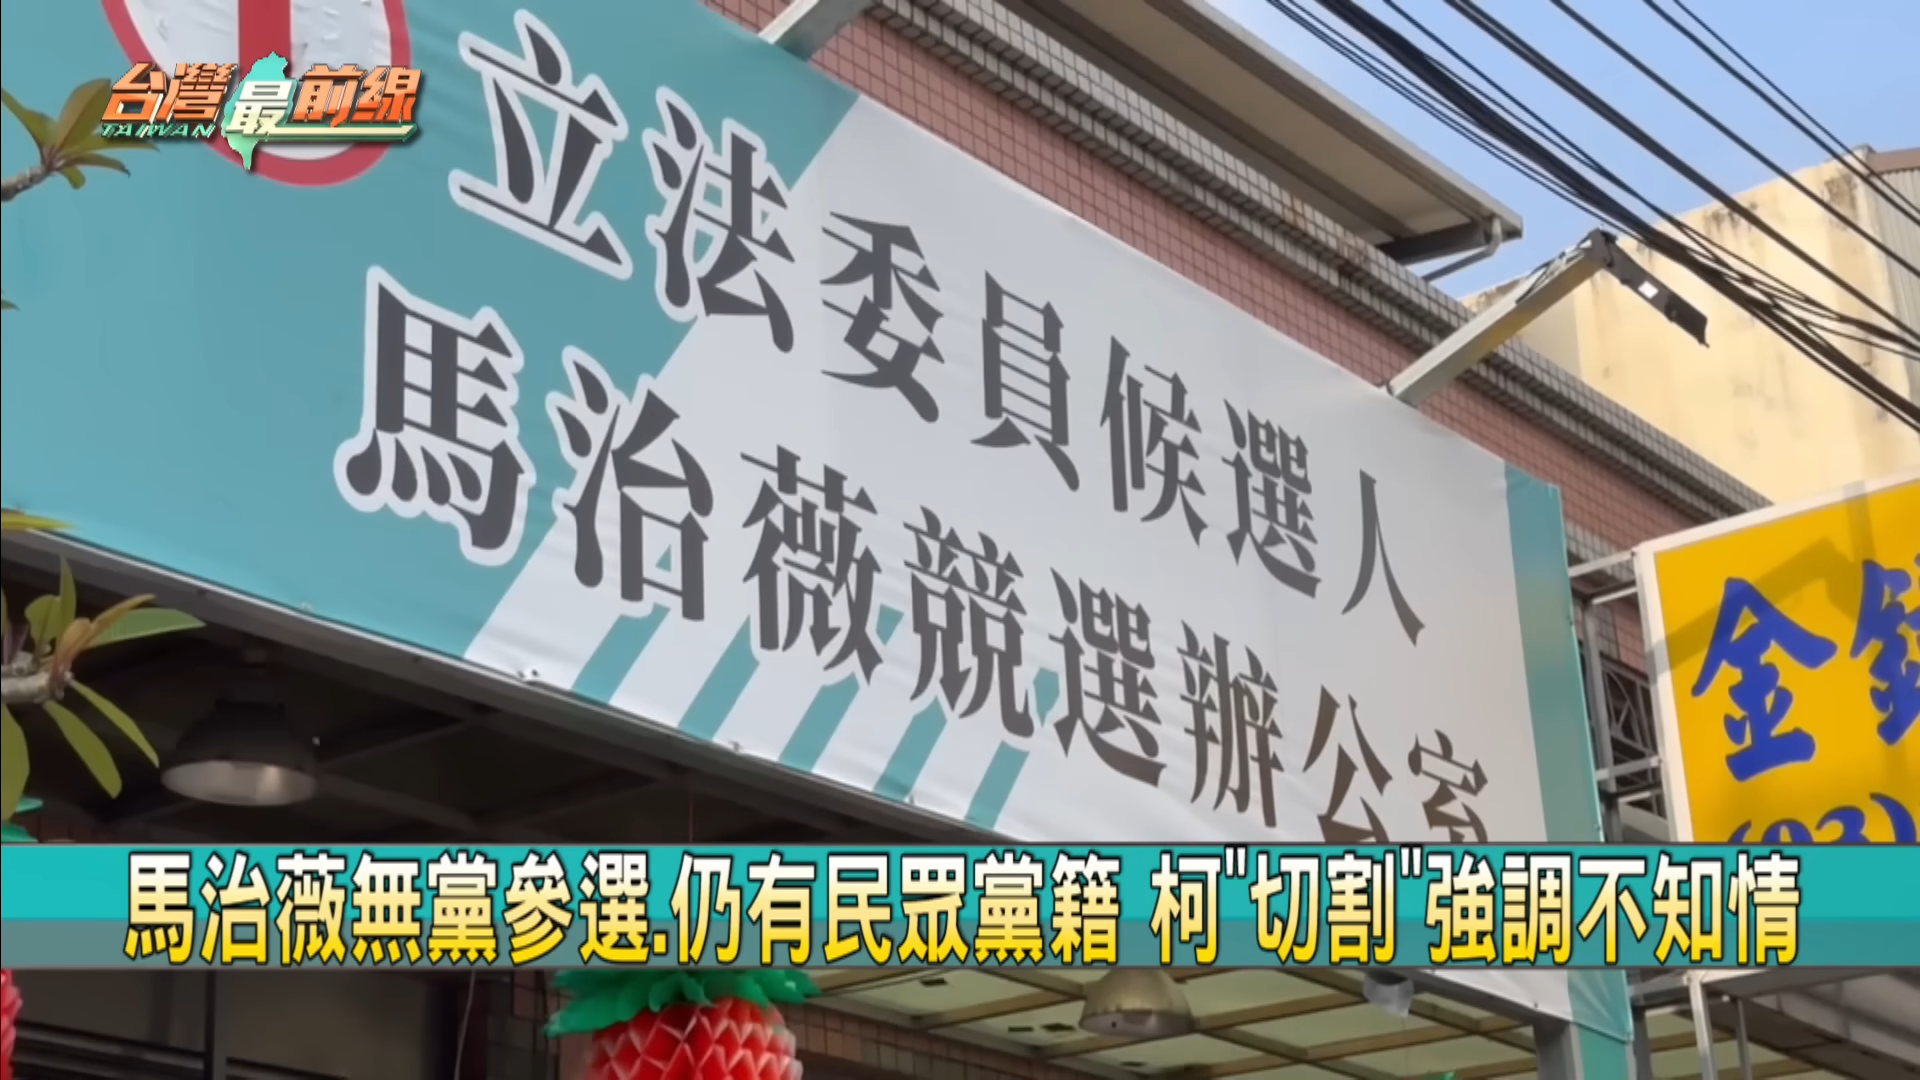 台灣最前線
TAIWAN
立法委員候選人
馬治薇競選辦公室
金
(03)
馬治薇無黨參選.仍有民眾黨籍 柯"切割"強調不知情